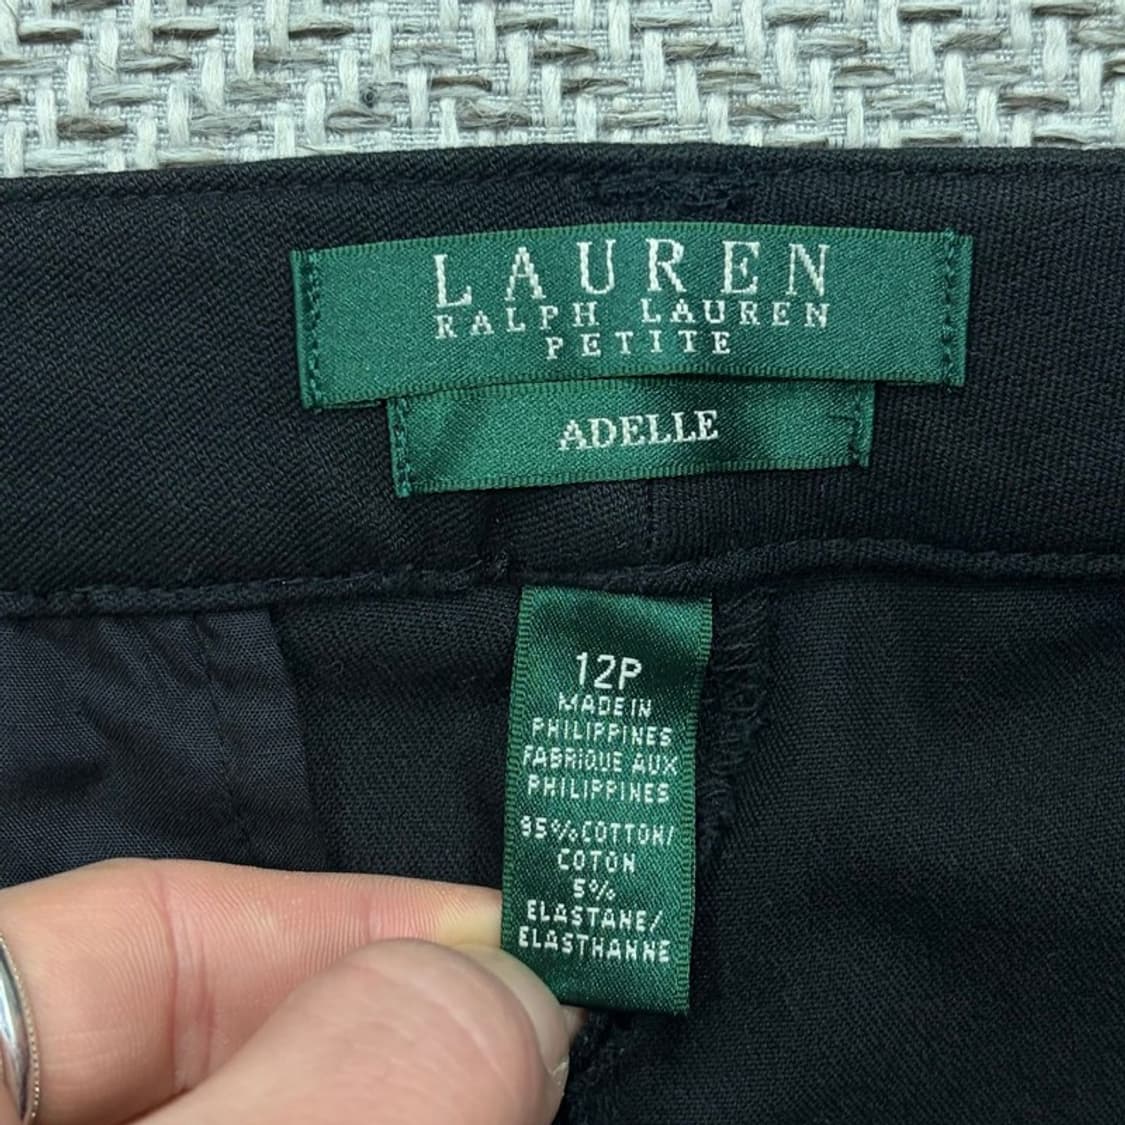 LAUREN
RALPH LAUREN
PETITE
ADELLE
12P
MADE IN
PHILIPPINES
FABRIQUE AUX
PHILIPPINES
95% COTTON/
COTON
5%
ELASTANE/
ELASTHANNE